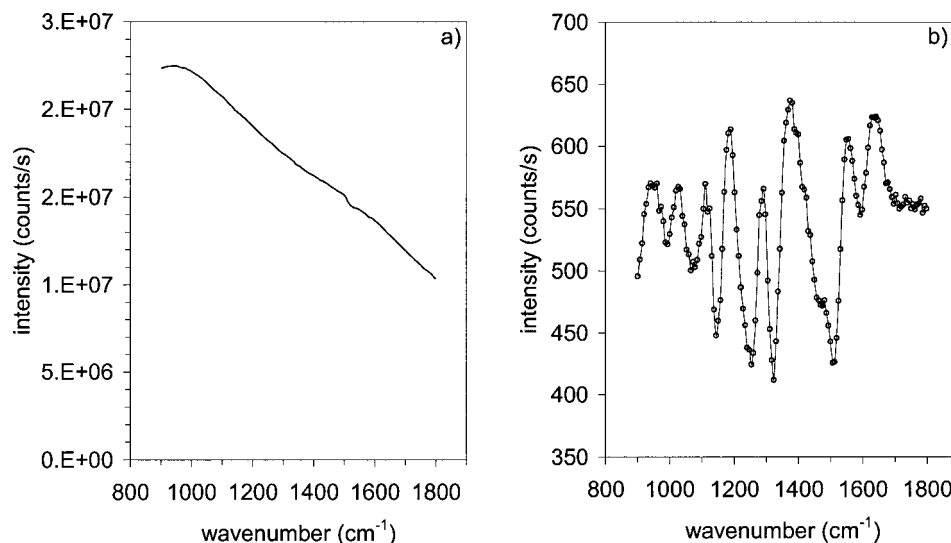 a)
intensity (counts/s)
3.E+07
2.E+07
2.E+07
1.E+07
5.E+06
0.E+00
800 1000 1200 1400 1600 1800
wavenumber (cm⁻¹)
b)
intensity (counts/s)
700
650
600
550
500
450
400
350
800 1000 1200 1400 1600 1800
wavenumber (cm⁻¹)